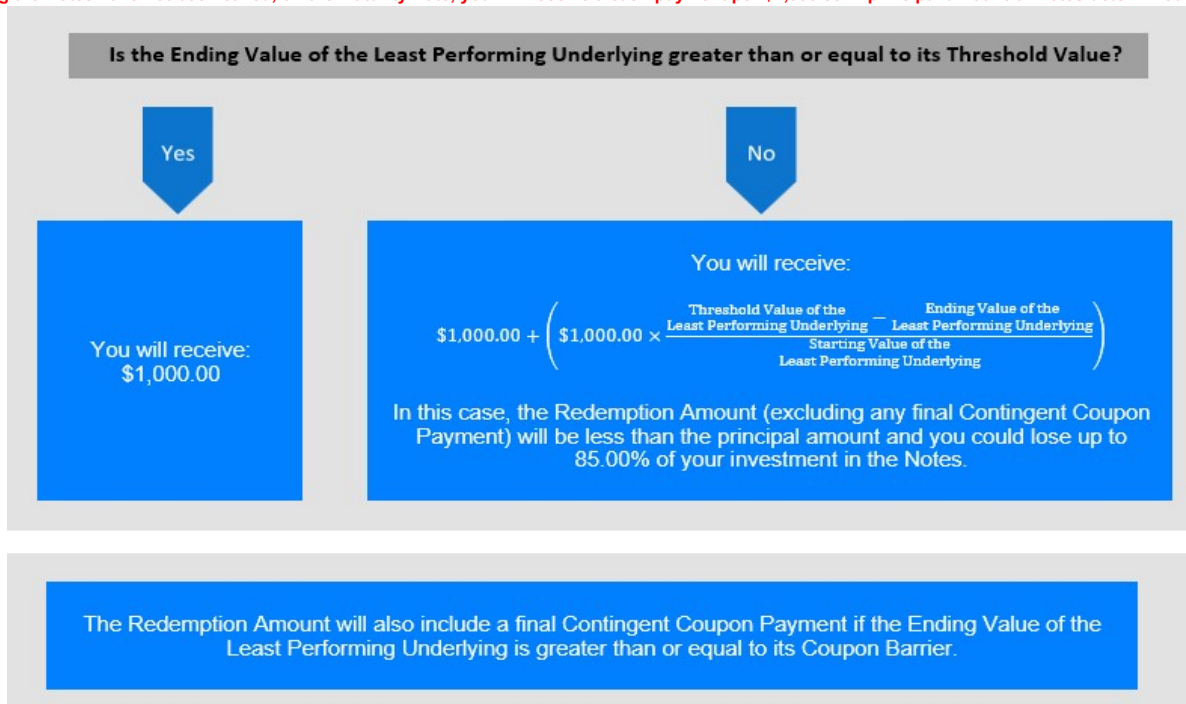 Is the Ending Value of the Least Performing Underlying greater than or equal to its Threshold Value?
Yes
No
You will receive:
$1,000.00
You will receive:
$1,000.00 + ( $1,000.00 × (Threshold Value of the Least Performing Underlying − Ending Value of the Least Performing Underlying) / Starting Value of the Least Performing Underlying )
In this case, the Redemption Amount (excluding any final Contingent Coupon
Payment) will be less than the principal amount and you could lose up to
85.00% of your investment in the Notes.
The Redemption Amount will also include a final Contingent Coupon Payment if the Ending Value of the
Least Performing Underlying is greater than or equal to its Coupon Barrier.